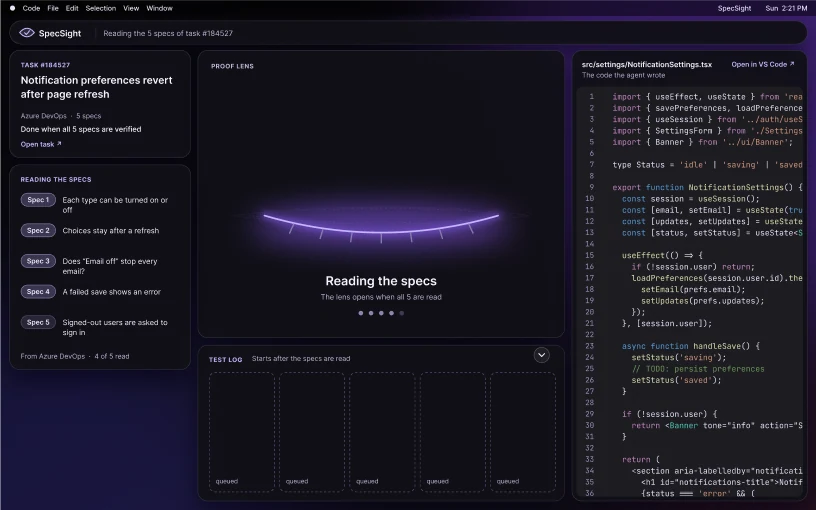 Code File Edit Selection View Window
SpecSight Sun 2:21 PM
SpecSight Reading the 5 specs of task #184527
TASK #184527
Notification preferences revert
after page refresh
Azure DevOps · 5 specs
Done when all 5 specs are verified
Open task ↗
READING THE SPECS
Spec 1 Each type can be turned on or
off
Spec 2 Choices stay after a refresh
Spec 3 Does "Email off" stop every
email?
Spec 4 A failed save shows an error
Spec 5 Signed-out users are asked to
sign in
From Azure DevOps · 4 of 5 read
PROOF LENS
Reading the specs
The lens opens when all 5 are read
TEST LOG Starts after the specs are read
queued
queued
queued
queued
queued
src/settings/NotificationSettings.tsx Open in VS Code ↗
The code the agent wrote
1 import { useEffect, useState } from 'rea
2 import { savePreferences, loadPreference
3 import { useSession } from '../auth/useS
4 import { SettingsForm } from './Settings
5 import { Banner } from '../ui/Banner';
6
7 type Status = 'idle' | 'saving' | 'saved
8
9 export function NotificationSettings() {
10 const session = useSession();
11 const [email, setEmail] = useState(tru
12 const [updates, setUpdates] = useState
13 const [status, setStatus] = useState<S
14
15 useEffect(() => {
16 if (!session.user) return;
17 loadPreferences(session.user.id).the
18 setEmail(prefs.email);
19 setUpdates(prefs.updates);
20 });
21 }, [session.user]);
22
23 async function handleSave() {
24 setStatus('saving');
25 // TODO: persist preferences
26 setStatus('saved');
27 }
28
29 if (!session.user) {
30 return <Banner tone="info" action="S
31 }
32
33 return (
34 <section aria-labelledby="notificati
35 <h1 id="notifications-title">Notif
36 {status === 'error' && (